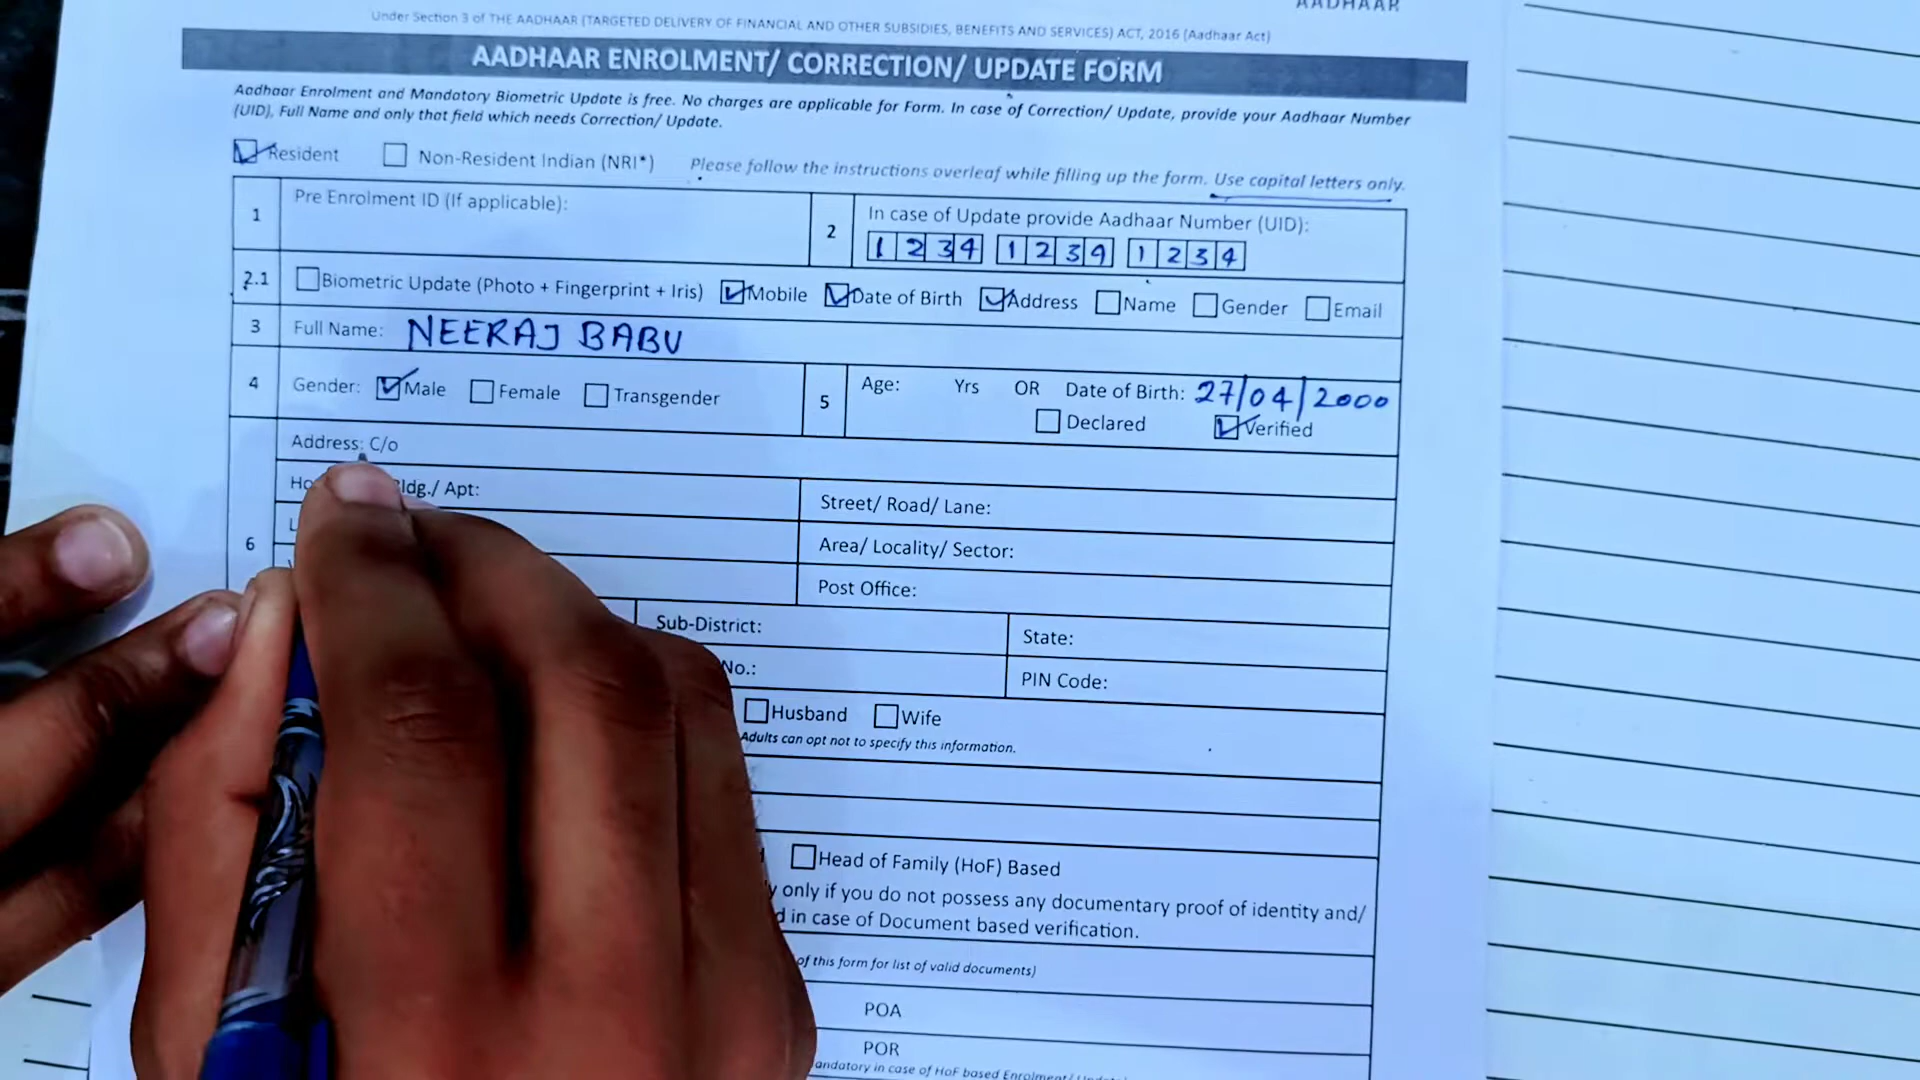 AADHAAR
Under Section 3 of THE AADHAAR (TARGETED DELIVERY OF FINANCIAL AND OTHER SUBSIDIES, BENEFITS AND SERVICES) ACT, 2016 (Aadhaar Act)
AADHAAR ENROLMENT/ CORRECTION/ UPDATE FORM
Aadhaar Enrolment and Mandatory Biometric Update is free. No charges are applicable for Form. In case of Correction/ Update, provide your Aadhaar Number
(UID), Full Name and only that field which needs Correction/ Update.
Resident Non-Resident Indian (NRI*) Please follow the instructions overleaf while filling up the form. Use capital letters only.
1 Pre Enrolment ID (If applicable):
2 In case of Update provide Aadhaar Number (UID):
1 2 3 4 1 2 3 4 1 2 3 4
2.1 Biometric Update (Photo + Fingerprint + Iris) Mobile Date of Birth Address Name Gender Email
3 Full Name: NEERAJ BABU
4 Gender: Male Female Transgender
5 Age: Yrs OR Date of Birth: 27/04/2000
Declared Verified
6 Address: C/o
Bldg./ Apt: Street/ Road/ Lane:
Area/ Locality/ Sector:
Post Office:
Sub-District: State:
No.: PIN Code:
Husband Wife
Adults can opt not to specify this information.
Head of Family (HoF) Based
only if you do not possess any documentary proof of identity and/
in case of Document based verification.
of this form for list of valid documents)
POA
POR
in case of HoF based Enrolment/